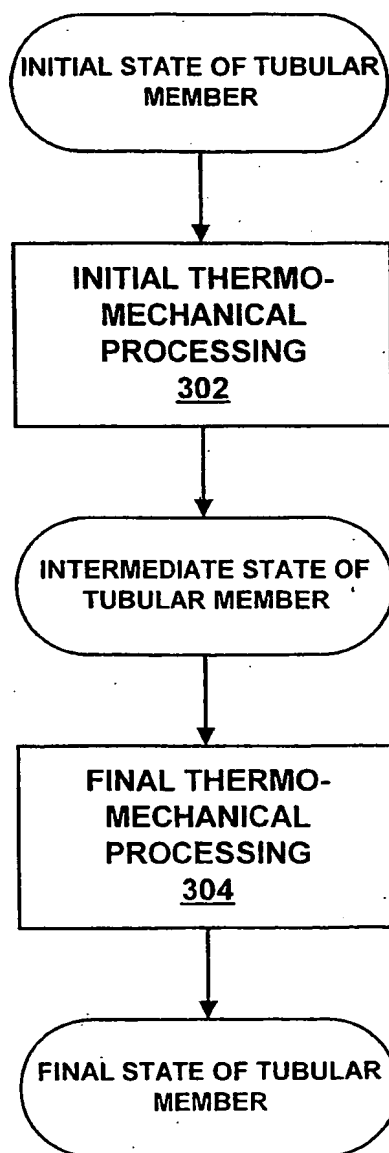 INITIAL STATE OF TUBULAR
MEMBER
INITIAL THERMO-
MECHANICAL
PROCESSING
302
INTERMEDIATE STATE OF
TUBULAR MEMBER
FINAL THERMO-
MECHANICAL
PROCESSING
304
FINAL STATE OF TUBULAR
MEMBER